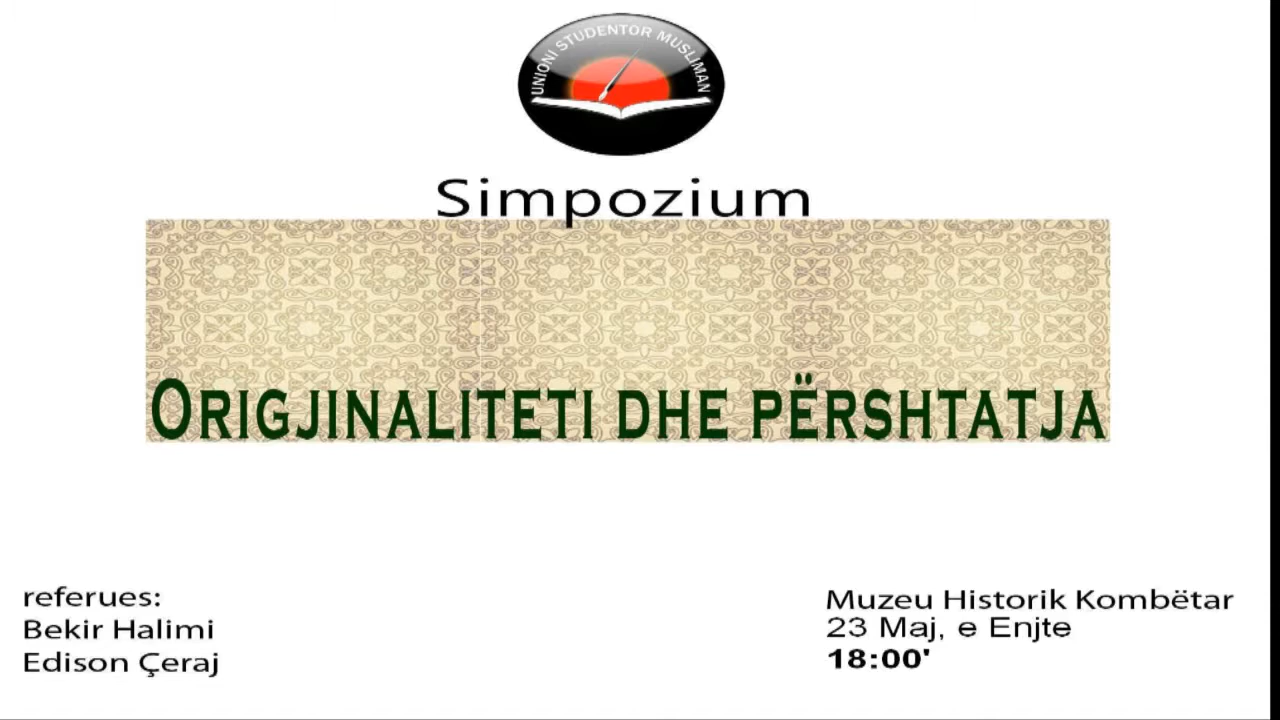 UNIONI STUDENTOR MUSLIMAN
Simpozium
ORIGJINALITETI DHE PËRSHTATJA
referues:
Bekir Halimi
Edison Çeraj
Muzeu Historik Kombëtar
23 Maj, e Enjte
18:00'